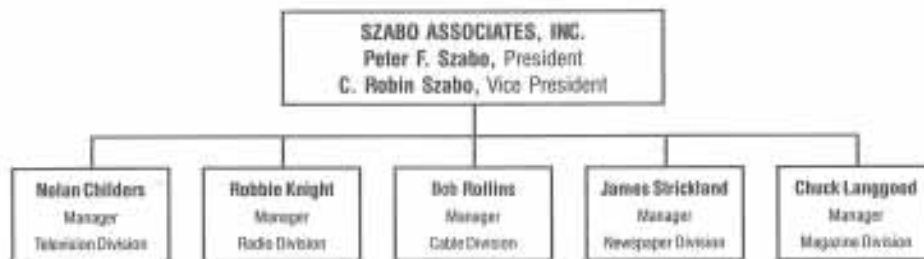 SZABO ASSOCIATES, INC.
Peter F. Szabo, President
C. Robin Szabo, Vice President
Nolan Childers
Manager
Television Division
Robbie Knight
Manager
Radio Division
Bob Rollins
Manager
Cable Division
James Strickland
Manager
Newspaper Division
Chuck Langgood
Manager
Magazine Division